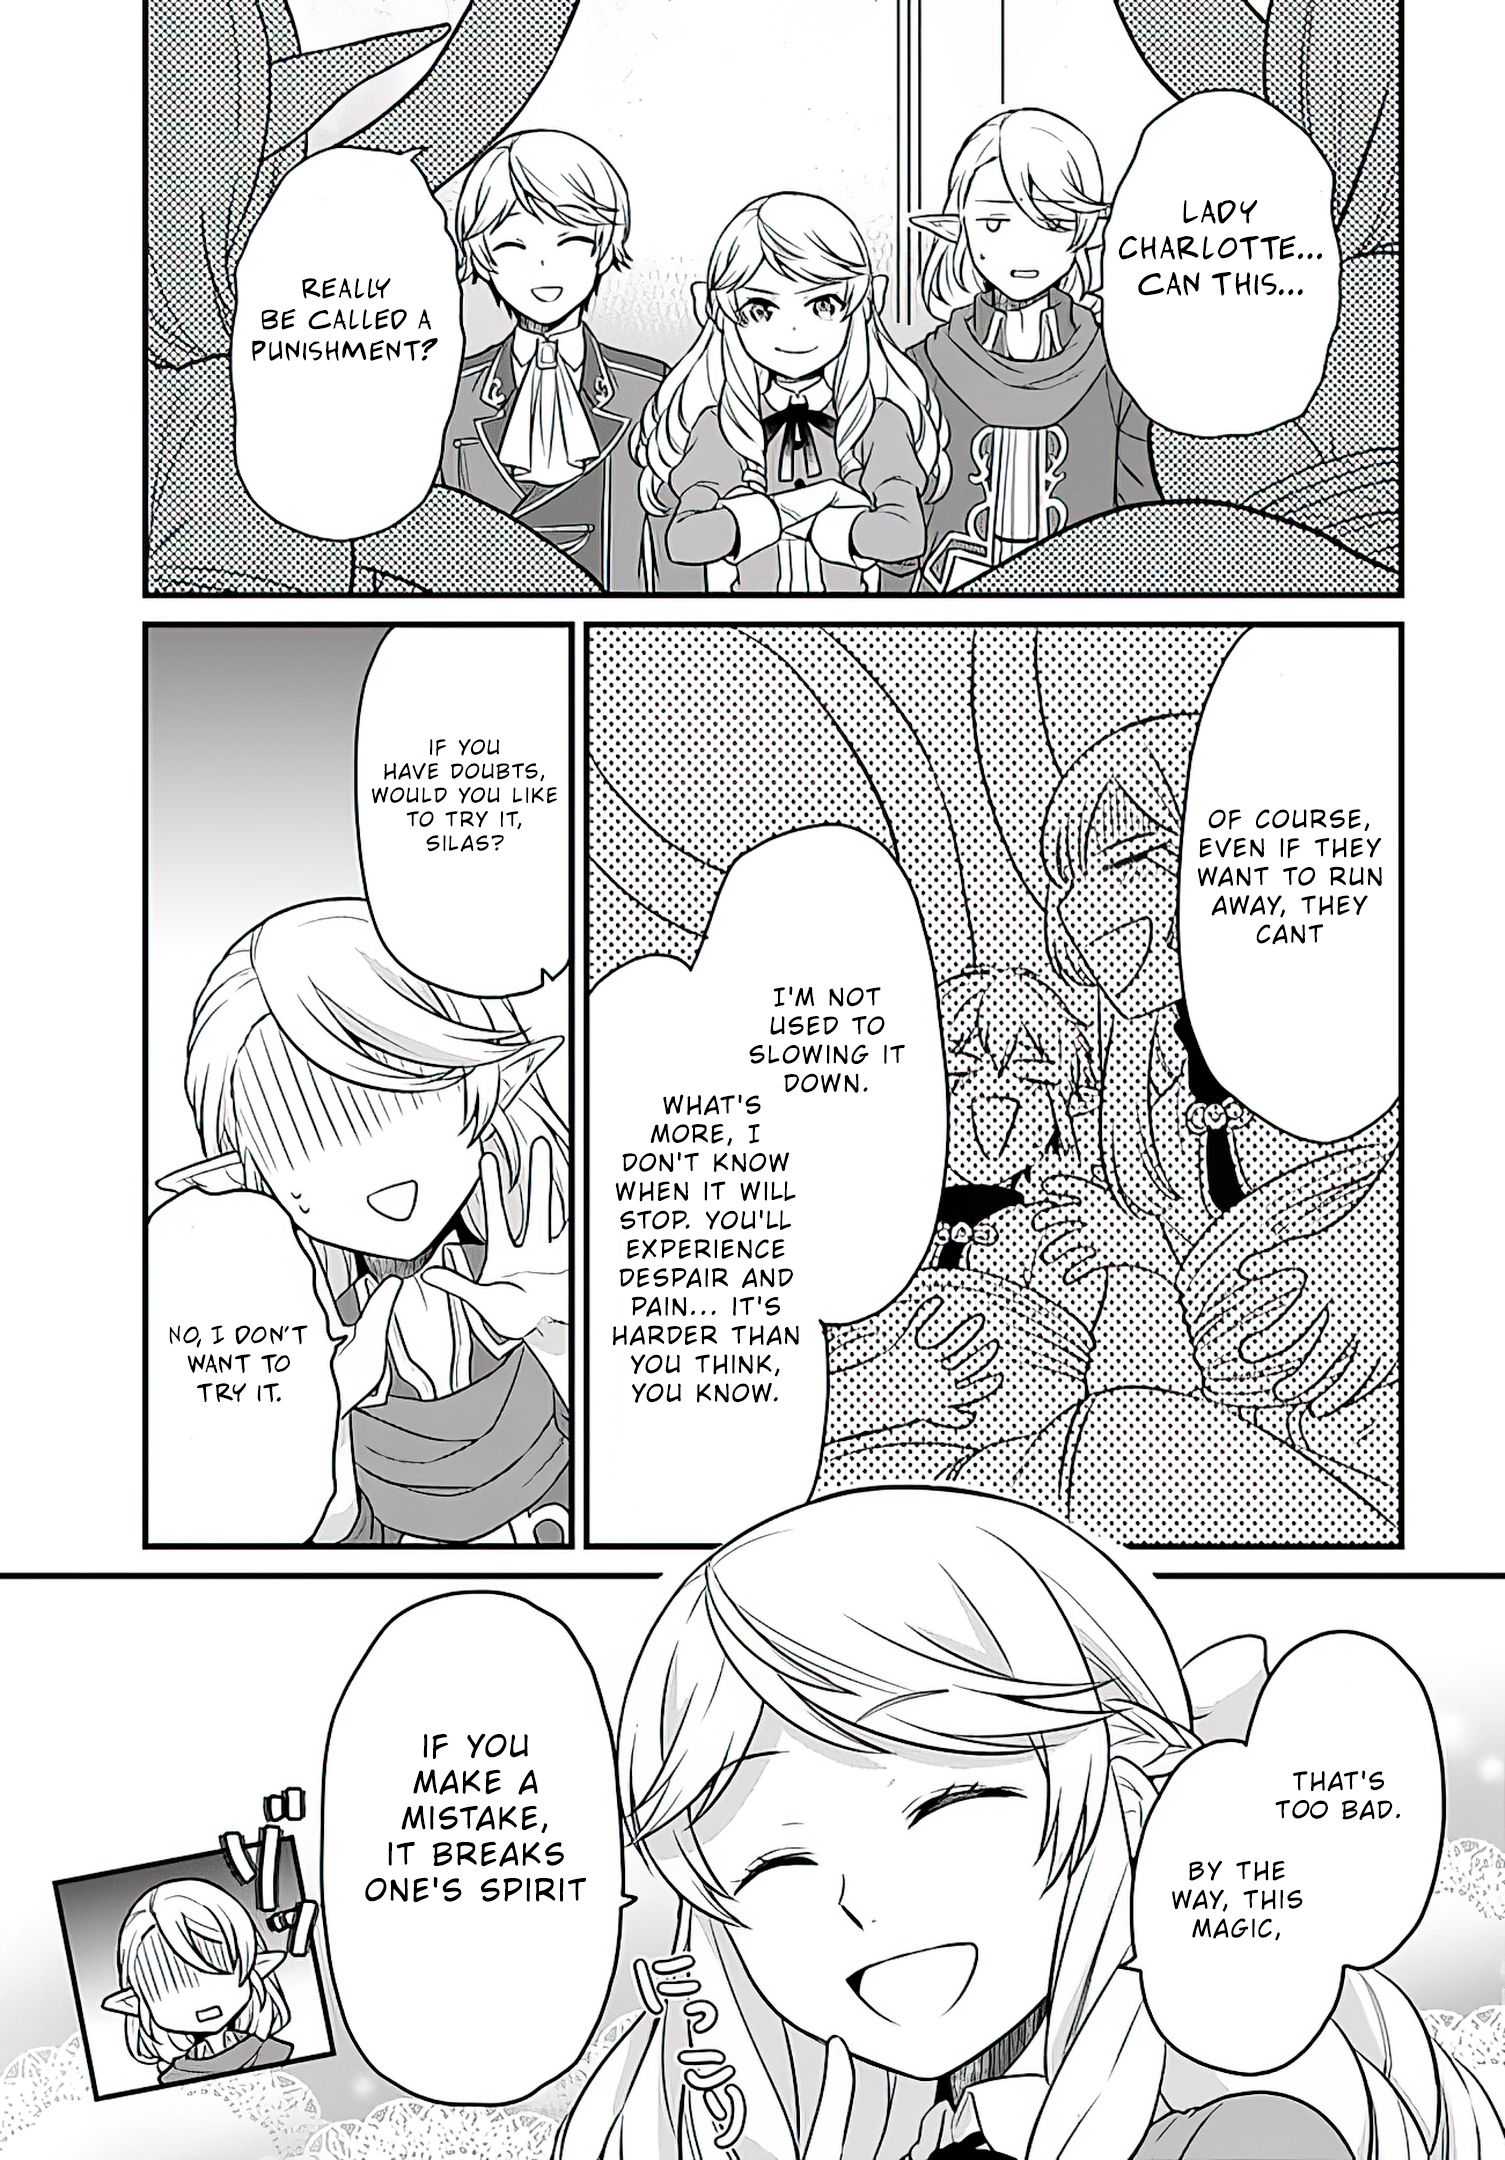 LADY
CHARLOTTE...
CAN THIS...
REALLY
BE CALLED A
PUNISHMENT?
OF COURSE,
EVEN IF THEY
WANT TO RUN
AWAY, THEY
CANT
I'M NOT
USED TO
SLOWING IT
DOWN.
WHAT'S
MORE, I
DON'T KNOW
WHEN IT WILL
STOP. YOU'LL
EXPERIENCE
DESPAIR AND
PAIN... IT'S
HARDER THAN
YOU THINK,
YOU KNOW.
IF YOU
HAVE DOUBTS,
WOULD YOU LIKE
TO TRY IT,
SILAS?
NO, I DON'T
WANT TO
TRY IT.
THAT'S
TOO BAD.
BY THE
WAY, THIS
MAGIC,
にっこり
IF YOU
MAKE A
MISTAKE,
IT BREAKS
ONE'S SPIRIT